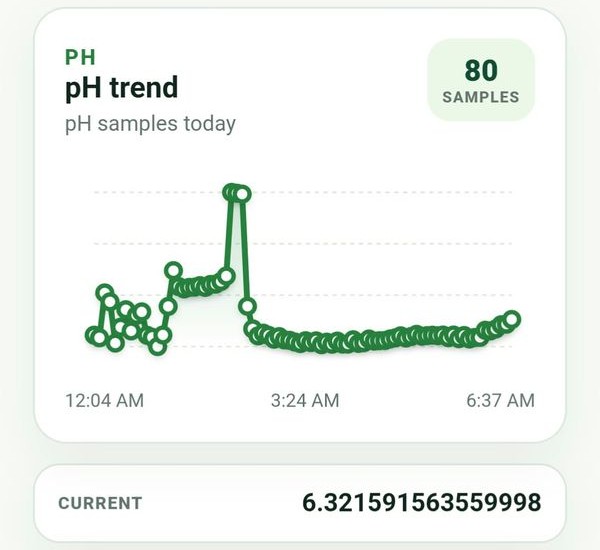 PH
pH trend
pH samples today
80
SAMPLES
12:04 AM 3:24 AM 6:37 AM
CURRENT 6.321591563559998